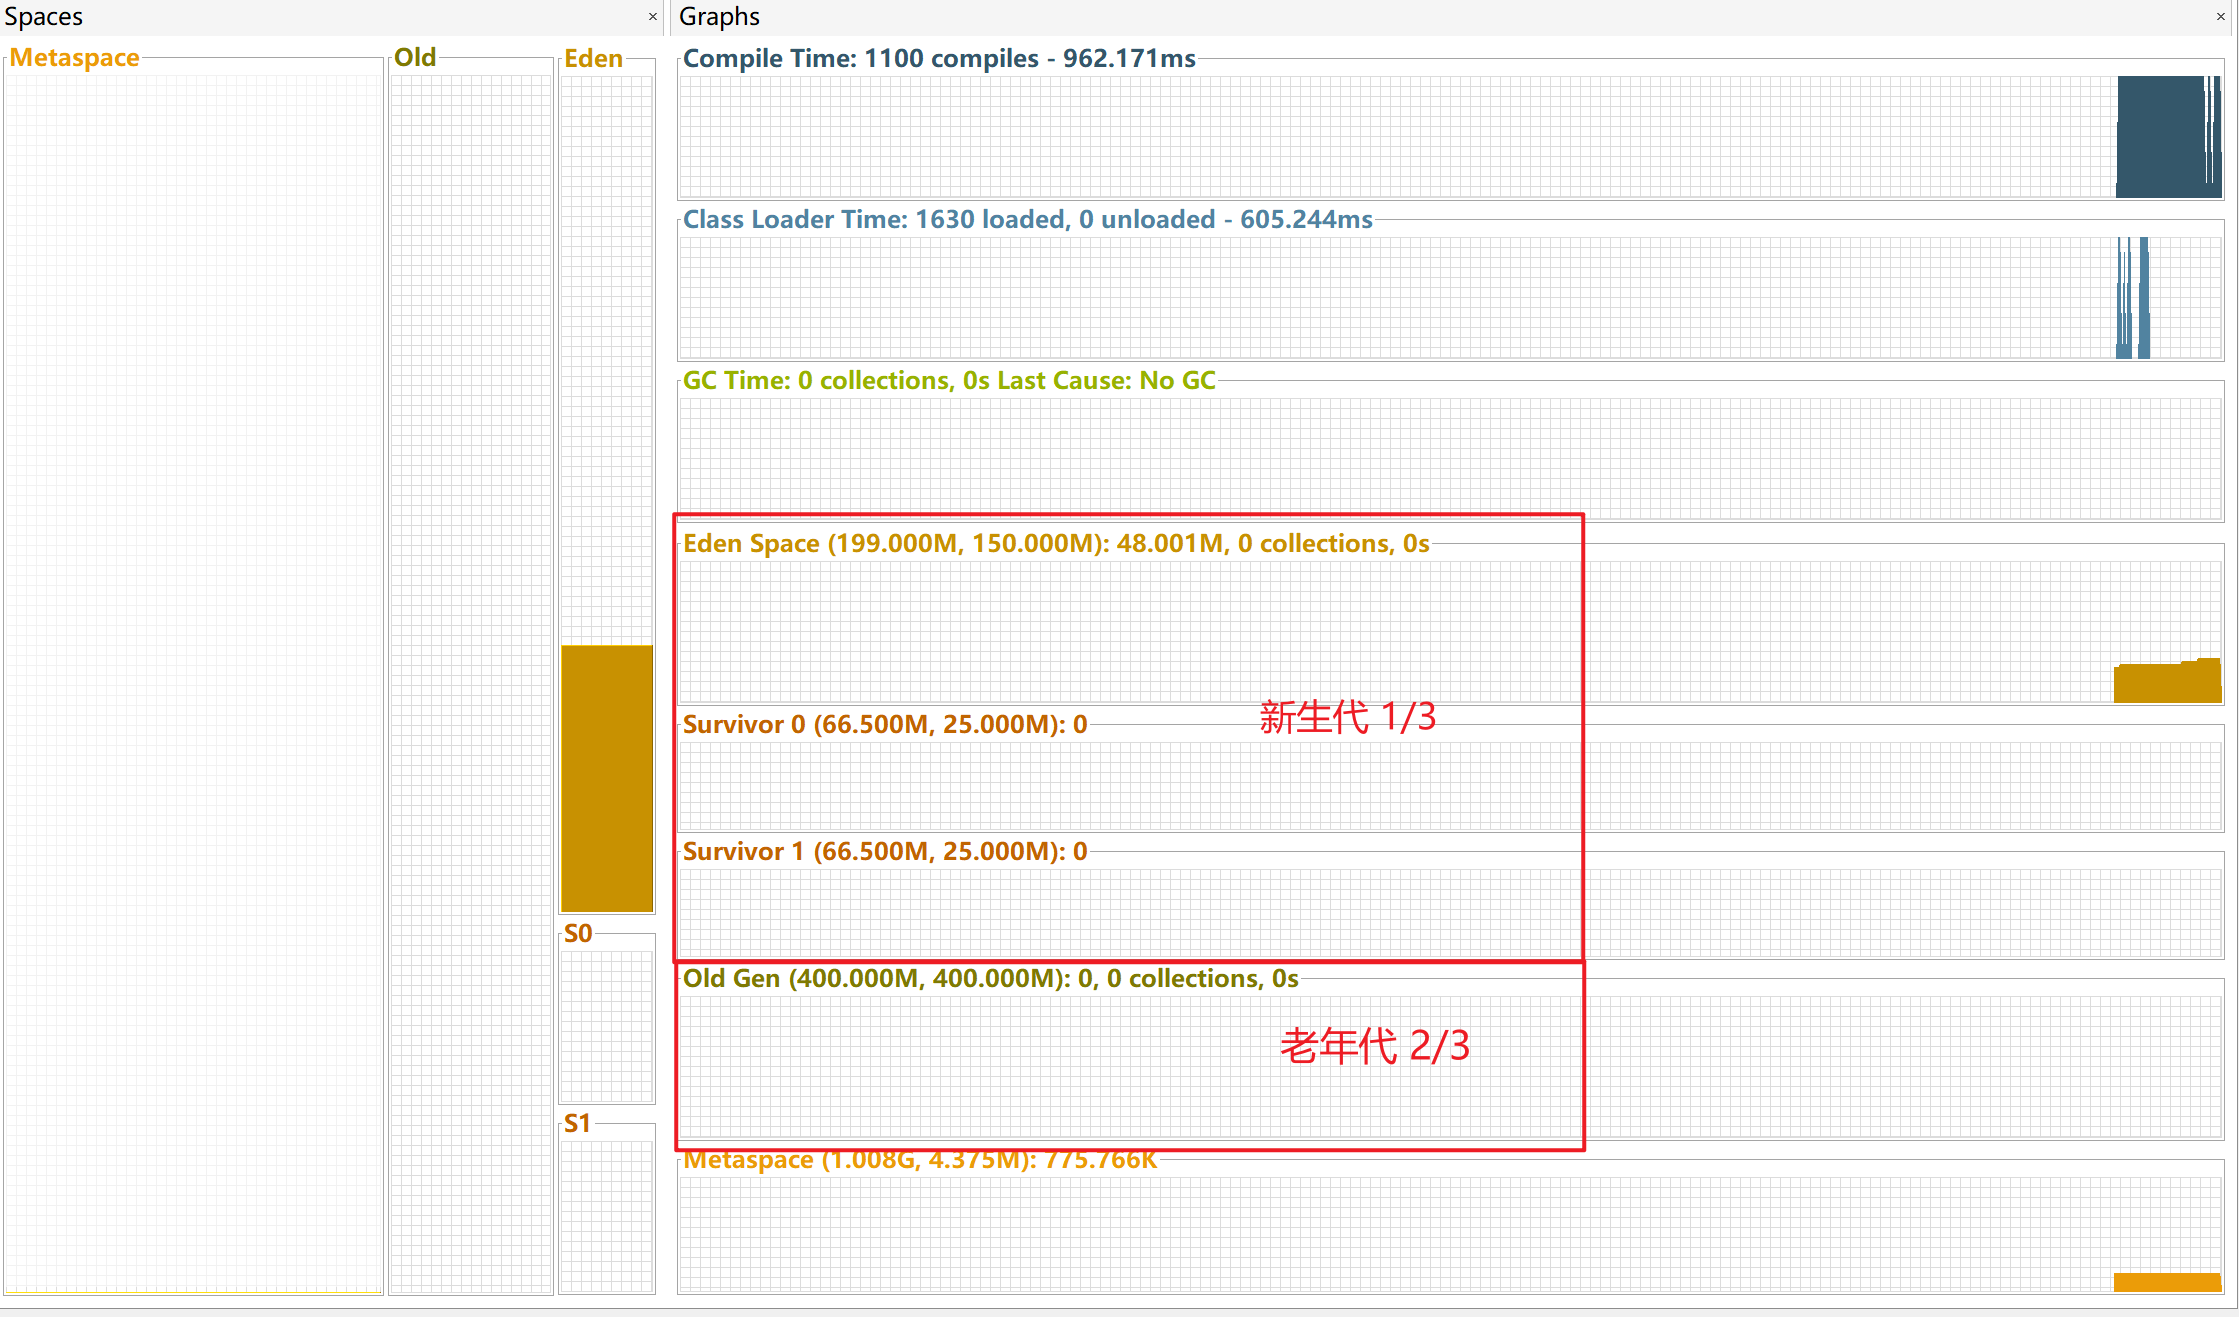 Spaces
Metaspace
Old
Eden
S0
S1
Graphs
Compile Time: 1100 compiles - 962.171ms
Class Loader Time: 1630 loaded, 0 unloaded - 605.244ms
GC Time: 0 collections, 0s Last Cause: No GC
Eden Space (199.000M, 150.000M): 48.001M, 0 collections, 0s
新生代 1/3
Survivor 0 (66.500M, 25.000M): 0
Survivor 1 (66.500M, 25.000M): 0
Old Gen (400.000M, 400.000M): 0, 0 collections, 0s
老年代 2/3
Metaspace (1.008G, 4.375M): 775.766K